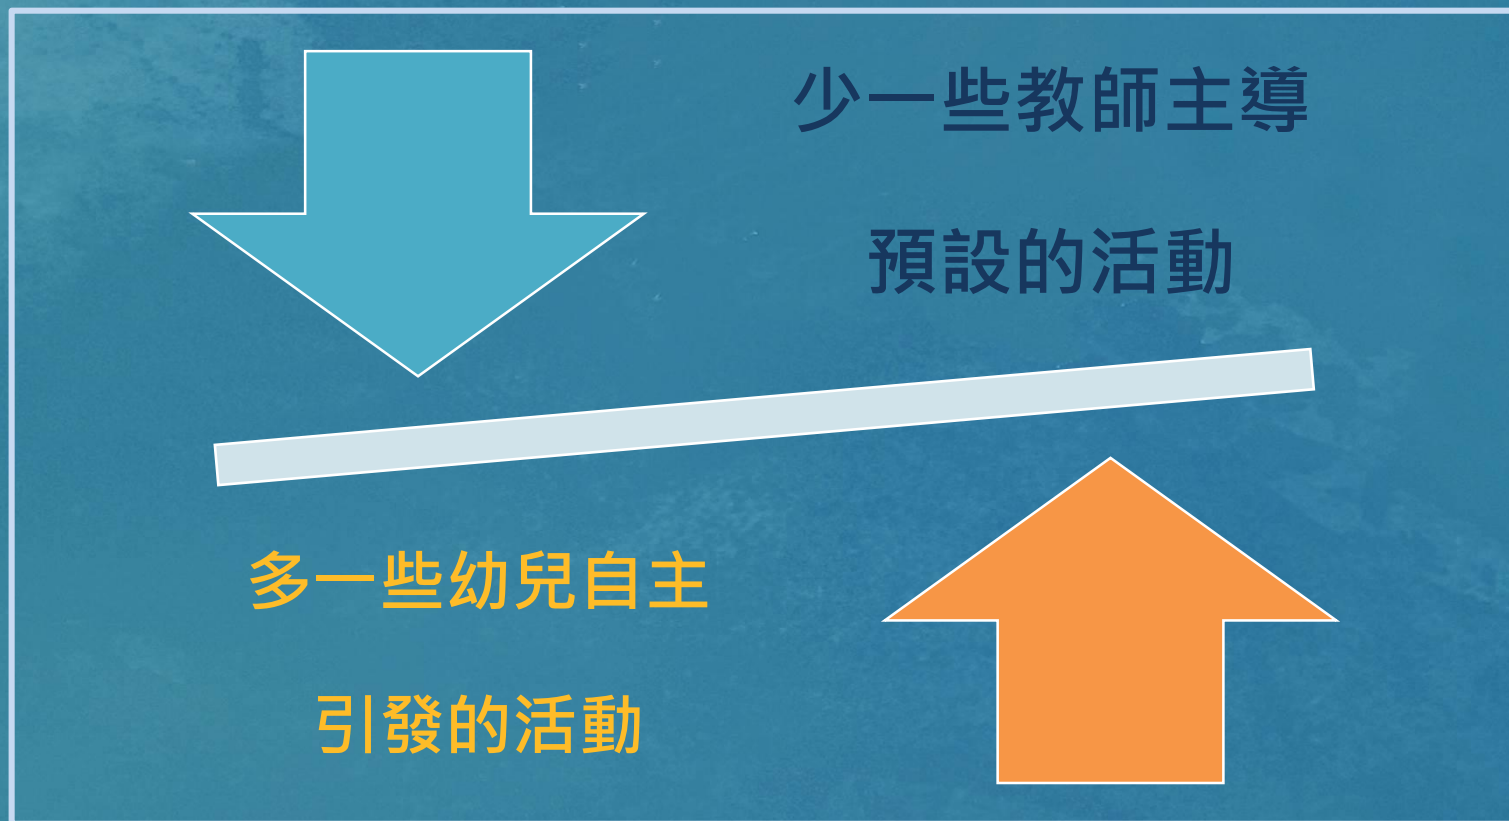 少一些教師主導
預設的活動
多一些幼兒自主
引發的活動